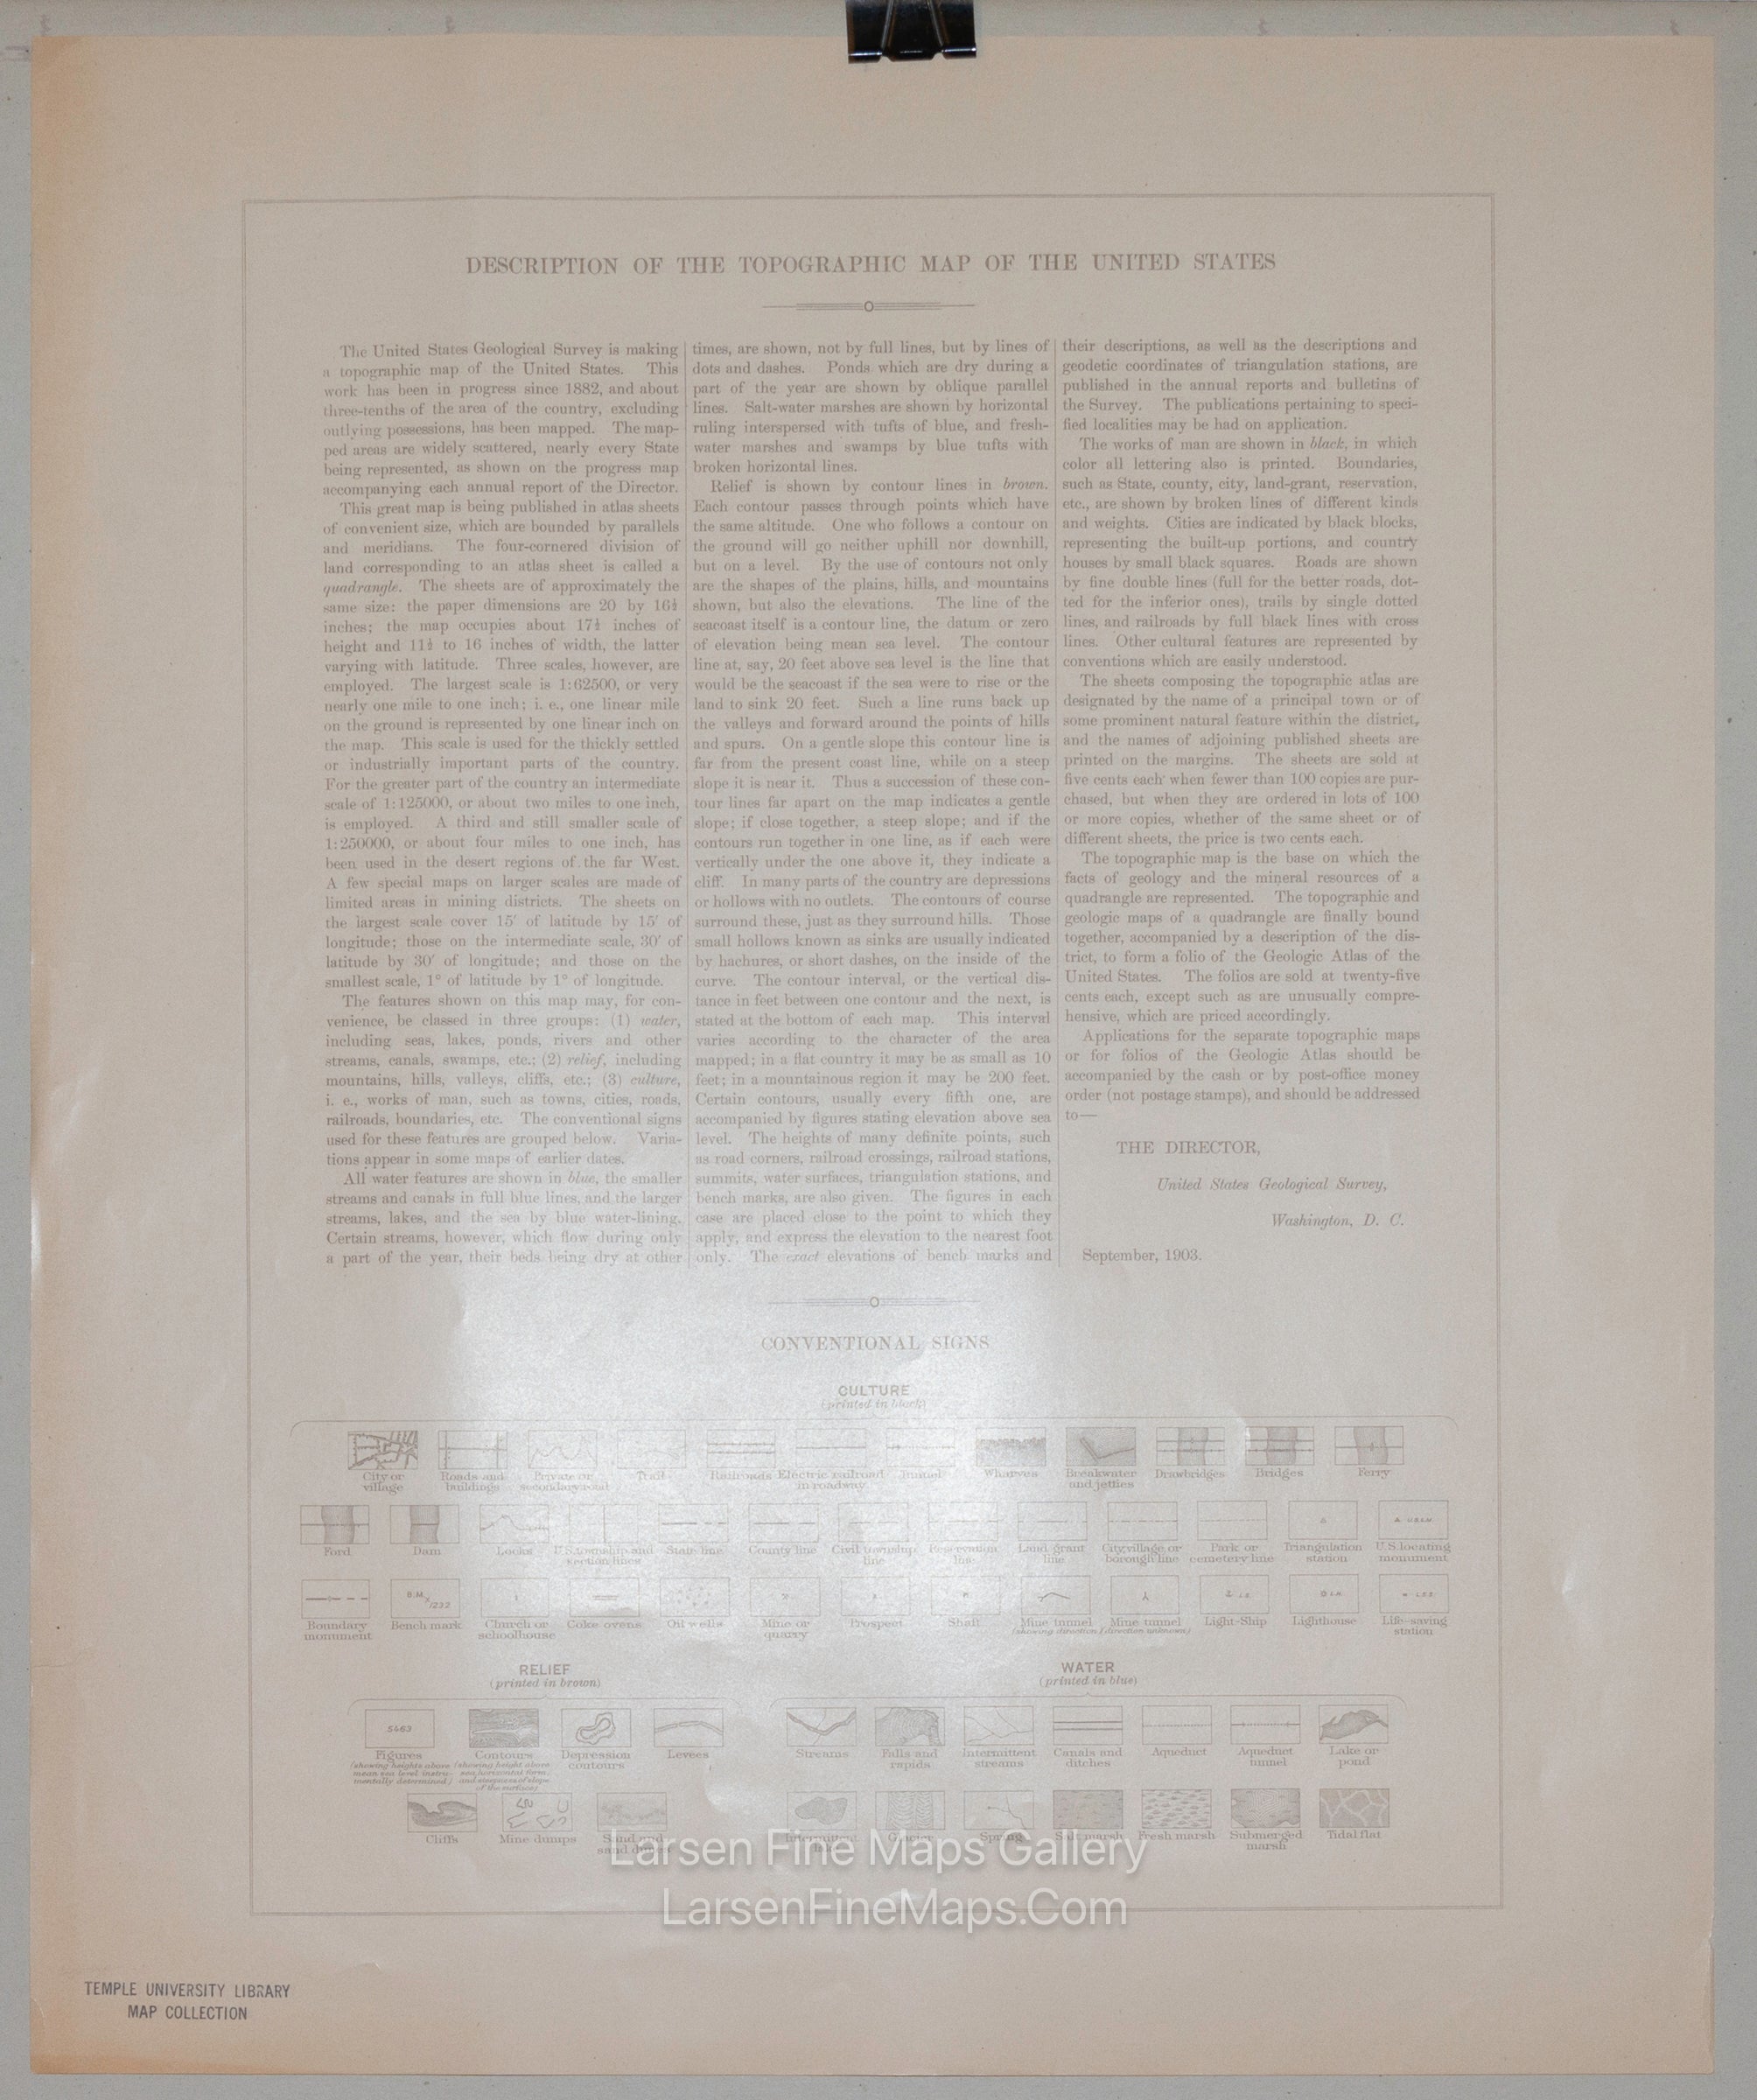 DESCRIPTION OF THE TOPOGRAPHIC MAP OF THE UNITED STATES
The United States Geological Survey is making
a topographic map of the United States. This
work has been in progress since 1882, and about
three-tenths of the area of the country, excluding
outlying possessions, has been mapped. The map-
ped areas are widely scattered, nearly every State
being represented, as shown on the progress map
accompanying each annual report of the Director.
This great map is being published in atlas sheets
of convenient size, which are bounded by parallels
and meridians. The four-cornered division of
land corresponding to an atlas sheet is called a
quadrangle. The sheets are of approximately the
same size: the paper dimensions are 20 by 16½
inches; the map occupies about 17½ inches of
height and 11½ to 16 inches of width, the latter
varying with latitude. Three scales, however, are
employed. The largest scale is 1:62500, or very
nearly one mile to one inch; i. e., one linear mile
on the ground is represented by one linear inch on
the map. This scale is used for the thickly settled
or industrially important parts of the country.
For the greater part of the country an intermediate
scale of 1:125000, or about two miles to one inch,
is employed. A third and still smaller scale of
1:250000, or about four miles to one inch, has
been used in the desert regions of the far West.
A few special maps on larger scales are made of
limited areas in mining districts. The sheets on
the largest scale cover 15′ of latitude by 15′ of
longitude; those on the intermediate scale, 30′ of
latitude by 30′ of longitude; and those on the
smallest scale, 1° of latitude by 1° of longitude.
The features shown on this map may, for con-
venience, be classed in three groups: (1) water,
including seas, lakes, ponds, rivers and other
streams, canals, swamps, etc.; (2) relief, including
mountains, hills, valleys, cliffs, etc.; (3) culture,
i. e., works of man, such as towns, cities, roads,
railroads, boundaries, etc. The conventional signs
used for these features are grouped below. Varia-
tions appear in some maps of earlier dates.
All water features are shown in blue, the smaller
streams and canals in full blue lines, and the larger
streams, lakes, and the sea by blue water-lining.
Certain streams, however, which flow during only
a part of the year, their beds being dry at other
times, are shown, not by full lines, but by lines of
dots and dashes. Ponds which are dry during a
part of the year are shown by oblique parallel
lines. Salt-water marshes are shown by horizontal
ruling interspersed with tufts of blue, and fresh-
water marshes and swamps by blue tufts with
broken horizontal lines.
Relief is shown by contour lines in brown.
Each contour passes through points which have
the same altitude. One who follows a contour on
the ground will go neither uphill nor downhill,
but on a level. By the use of contours not only
are the shapes of the plains, hills, and mountains
shown, but also the elevations. The line of the
seacoast itself is a contour line, the datum or zero
of elevation being mean sea level. The contour
line at, say, 20 feet above sea level is the line that
would be the seacoast if the sea were to rise or the
land to sink 20 feet. Such a line runs back up
the valleys and forward around the points of hills
and spurs. On a gentle slope this contour line is
far from the present coast line, while on a steep
slope it is near it. Thus a succession of these con-
tour lines far apart on the map indicates a gentle
slope; if close together, a steep slope; and if the
contours run together in one line, as if each were
vertically under the one above it, they indicate a
cliff. In many parts of the country are depressions
or hollows with no outlets. The contours of course
surround these, just as they surround hills. Those
small hollows known as sinks are usually indicated
by hachures, or short dashes, on the inside of the
curve. The contour interval, or the vertical dis-
tance in feet between one contour and the next, is
stated at the bottom of each map. This interval
varies according to the character of the area
mapped; in a flat country it may be as small as 10
feet; in a mountainous region it may be 200 feet.
Certain contours, usually every fifth one, are
accompanied by figures stating elevation above sea
level. The heights of many definite points, such
as road corners, railroad crossings, railroad stations,
summits, water surfaces, triangulation stations, and
bench marks, are also given. The figures in each
case are placed close to the point to which they
apply, and express the elevation to the nearest foot
only. The exact elevations of bench marks and
their descriptions, as well as the descriptions and
geodetic coordinates of triangulation stations, are
published in the annual reports and bulletins of
the Survey. The publications pertaining to speci-
fied localities may be had on application.
The works of man are shown in black, in which
color all lettering also is printed. Boundaries,
such as State, county, city, land-grant, reservation,
etc., are shown by broken lines of different kinds
and weights. Cities are indicated by black blocks,
representing the built-up portions, and country
houses by small black squares. Roads are shown
by fine double lines (full for the better roads, dot-
ted for the inferior ones), trails by single dotted
lines, and railroads by full black lines with cross
lines. Other cultural features are represented by
conventions which are easily understood.
The sheets composing the topographic atlas are
designated by the name of a principal town or of
some prominent natural feature within the district,
and the names of adjoining published sheets are
printed on the margins. The sheets are sold at
five cents each when fewer than 100 copies are pur-
chased, but when they are ordered in lots of 100
or more copies, whether of the same sheet or of
different sheets, the price is two cents each.
The topographic map is the base on which the
facts of geology and the mineral resources of a
quadrangle are represented. The topographic and
geologic maps of a quadrangle are finally bound
together, accompanied by a description of the dis-
trict, to form a folio of the Geologic Atlas of the
United States. The folios are sold at twenty-five
cents each, except such as are unusually compre-
hensive, which are priced accordingly.
Applications for the separate topographic maps
or for folios of the Geologic Atlas should be
accompanied by the cash or by post-office money
order (not postage stamps), and should be addressed
to—
THE DIRECTOR,
United States Geological Survey,
Washington, D. C.
September, 1903.
CONVENTIONAL SIGNS
CULTURE
(printed in black)
City or village
Roads and buildings
Private or secondary road
Trail
Railroads
Electric railroad in roadway
Tunnel
Wharves
Breakwater and jetties
Drawbridges
Bridges
Ferry
U.S.L.M.
Ford
Dam
Locks
U.S. township and section lines
State line
County line
Civil township line
Reservation line
Land grant line
City, village or borough line
Park or cemetery line
Triangulation station
U.S. locating monument
B.M. 1232
L.S.
L.H.
L.S.S.
Boundary monument
Bench mark
Church or schoolhouse
Coke ovens
Oil wells
Mine or quarry
Prospect
Shaft
Mine tunnel (showing direction)
Mine tunnel (direction unknown)
Light-Ship
Lighthouse
Life-saving station
RELIEF
(printed in brown)
5463
Figures
(showing heights above mean sea level instru-mentally determined)
Contours
(showing height above sea, horizontal form, and steepness of slope of the surface)
Depression contours
Levees
Cliffs
Mine dumps
Sand and sand dunes
WATER
(printed in blue)
Streams
Falls and rapids
Intermittent streams
Canals and ditches
Aqueduct
Aqueduct tunnel
Lake or pond
Intermittent lake
Glacier
Spring
Salt marsh
Fresh marsh
Submerged marsh
Tidal flat
Larsen Fine Maps Gallery
LarsenFineMaps.Com
TEMPLE UNIVERSITY LIBRARY
MAP COLLECTION